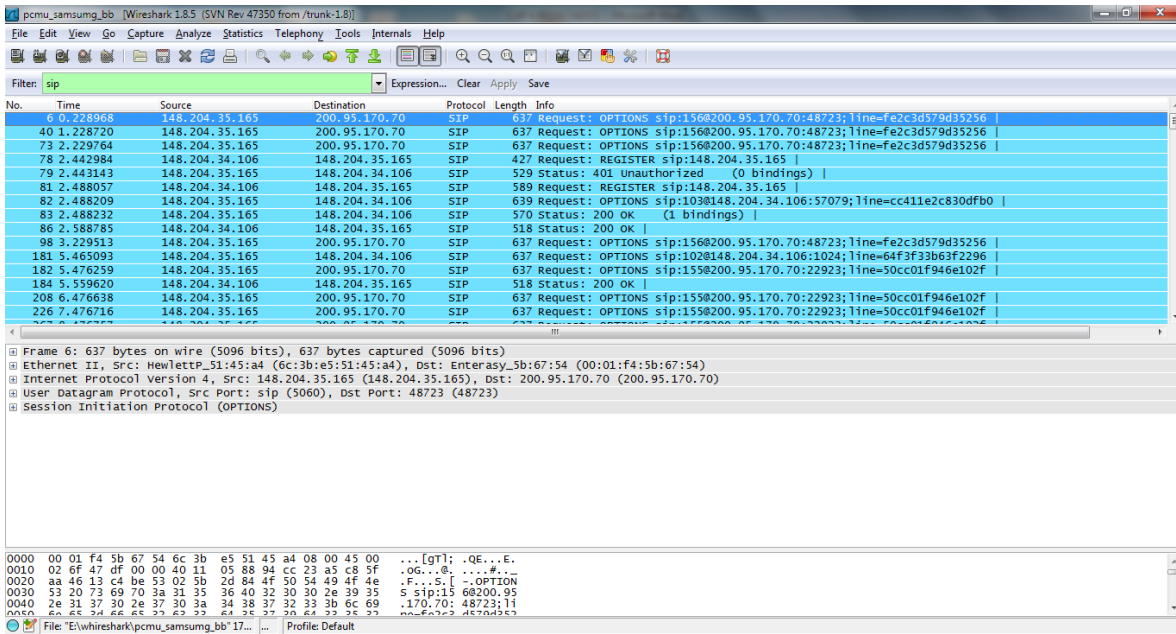 pcmu_samsumg_bb [Wireshark 1.8.5 (SVN Rev 47350 from /trunk-1.8)]
File Edit View Go Capture Analyze Statistics Telephony Tools Internals Help
Filter: sip Expression... Clear Apply Save
No. Time Source Destination Protocol Length Info
6 0.228968 148.204.35.165 200.95.170.70 SIP 637 Request: OPTIONS sip:156@200.95.170.70:48723;line=fe2c3d579d35256 |
40 1.228720 148.204.35.165 200.95.170.70 SIP 637 Request: OPTIONS sip:156@200.95.170.70:48723;line=fe2c3d579d35256 |
73 2.229764 148.204.35.165 200.95.170.70 SIP 637 Request: OPTIONS sip:156@200.95.170.70:48723;line=fe2c3d579d35256 |
78 2.442984 148.204.34.106 148.204.35.165 SIP 427 Request: REGISTER sip:148.204.35.165 |
79 2.443143 148.204.35.165 148.204.34.106 SIP 529 Status: 401 Unauthorized (0 bindings) |
81 2.488057 148.204.34.106 148.204.35.165 SIP 589 Request: REGISTER sip:148.204.35.165 |
82 2.488209 148.204.35.165 148.204.34.106 SIP 639 Request: OPTIONS sip:103@148.204.34.106:57079;line=cc411e2c830dfb0 |
83 2.488232 148.204.35.165 148.204.34.106 SIP 570 Status: 200 OK (1 bindings) |
86 2.588785 148.204.34.106 148.204.35.165 SIP 518 Status: 200 OK |
98 3.229513 148.204.35.165 200.95.170.70 SIP 637 Request: OPTIONS sip:156@200.95.170.70:48723;line=fe2c3d579d35256 |
181 5.465093 148.204.35.165 148.204.34.106 SIP 637 Request: OPTIONS sip:102@148.204.34.106:1024;line=64f3f33b63f2296 |
182 5.476259 148.204.35.165 200.95.170.70 SIP 637 Request: OPTIONS sip:155@200.95.170.70:22923;line=50cc01f946e102f |
184 5.559620 148.204.34.106 148.204.35.165 SIP 518 Status: 200 OK |
208 6.476638 148.204.35.165 200.95.170.70 SIP 637 Request: OPTIONS sip:155@200.95.170.70:22923;line=50cc01f946e102f |
226 7.476716 148.204.35.165 200.95.170.70 SIP 637 Request: OPTIONS sip:155@200.95.170.70:22923;line=50cc01f946e102f |
Frame 6: 637 bytes on wire (5096 bits), 637 bytes captured (5096 bits)
Ethernet II, Src: HewlettP_51:45:a4 (6c:3b:e5:51:45:a4), Dst: Enterasy_5b:67:54 (00:01:f4:5b:67:54)
Internet Protocol Version 4, Src: 148.204.35.165 (148.204.35.165), Dst: 200.95.170.70 (200.95.170.70)
User Datagram Protocol, Src Port: sip (5060), Dst Port: 48723 (48723)
Session Initiation Protocol (OPTIONS)
0000 00 01 f4 5b 67 54 6c 3b e5 51 45 a4 08 00 45 00 ...[gTl; .QE...E.
0010 02 6f 47 df 00 00 40 11 05 88 94 cc 23 a5 c8 5f .oG...@. ....#.._
0020 aa 46 13 c4 be 53 02 5b 2d 84 4f 50 54 49 4f 4e .F...S.[ -.OPTION
0030 53 20 73 69 70 3a 31 35 36 40 32 30 30 2e 39 35 S sip:15 6@200.95
0040 2e 31 37 30 2e 37 30 3a 34 38 37 32 33 3b 6c 69 .170.70: 48723;li
File: "E:\whireshark\pcmu_samsumg_bb" 17... ... Profile: Default